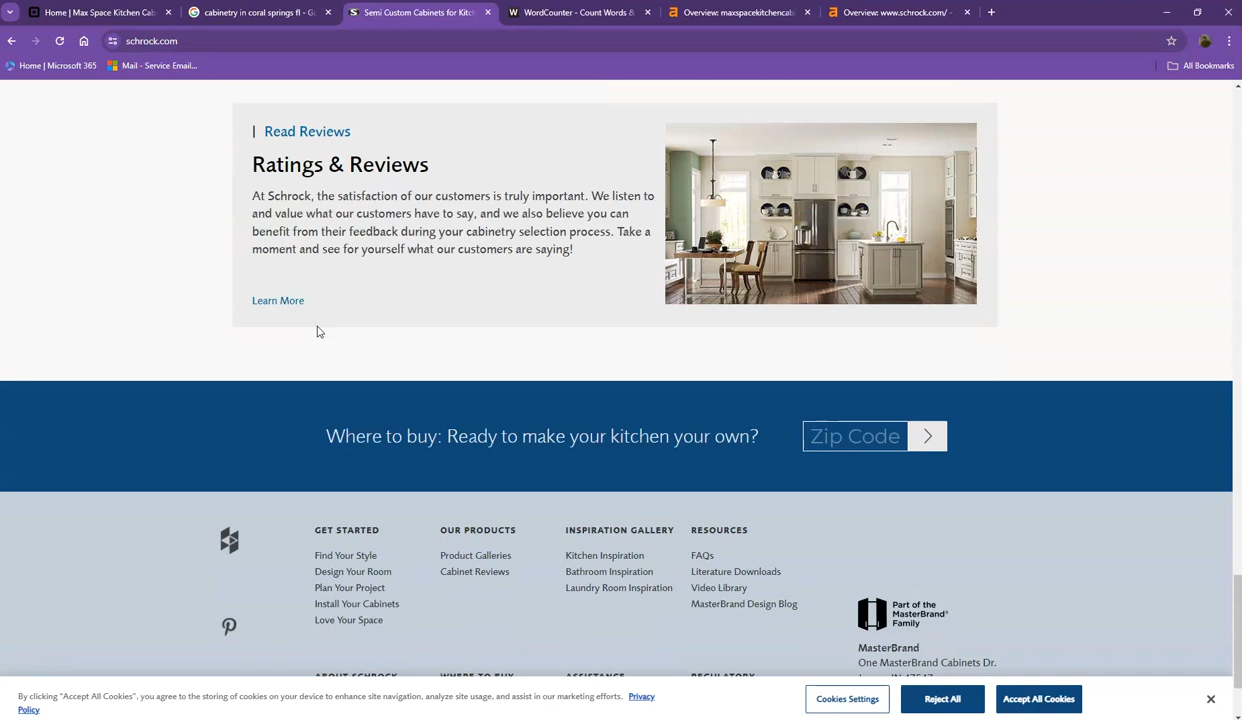 Home | Max Space Kitchen Cab
cabinetry in coral springs fl - G
Semi Custom Cabinets for Kitch
WordCounter - Count Words &
Overview: maxspacekitchencab
Overview: www.schrock.com/ -
schrock.com
Home | Microsoft 365
Mail - Service Email...
All Bookmarks
| Read Reviews
Ratings & Reviews
At Schrock, the satisfaction of our customers is truly important. We listen to
and value what our customers have to say, and we also believe you can
benefit from their feedback during your cabinetry selection process. Take a
moment and see for yourself what our customers are saying!
Learn More
Where to buy: Ready to make your kitchen your own?
Zip Code
GET STARTED
Find Your Style
Design Your Room
Plan Your Project
Install Your Cabinets
Love Your Space
OUR PRODUCTS
Product Galleries
Cabinet Reviews
INSPIRATION GALLERY
Kitchen Inspiration
Bathroom Inspiration
Laundry Room Inspiration
RESOURCES
FAQs
Literature Downloads
Video Library
MasterBrand Design Blog
Part of the
MasterBrand®
Family
MasterBrand
One MasterBrand Cabinets Dr.
By clicking "Accept All Cookies", you agree to the storing of cookies on your device to enhance site navigation, analyze site usage, and assist in our marketing efforts. Privacy
Policy
Cookies Settings
Reject All
Accept All Cookies